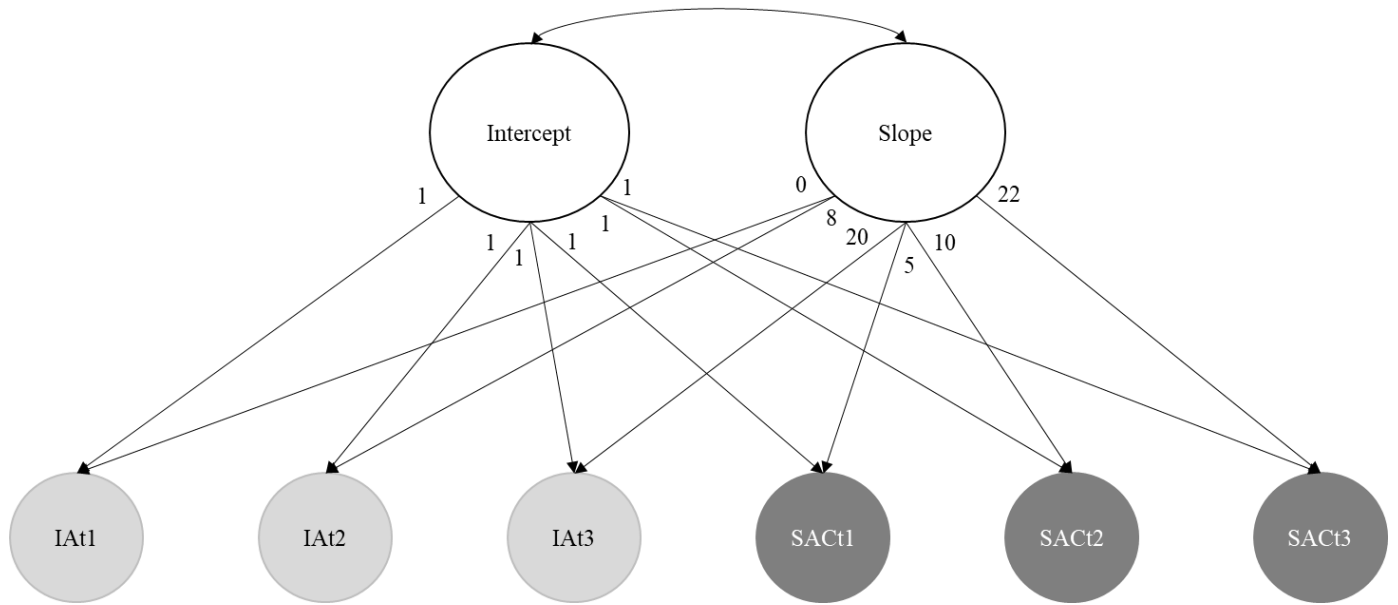 Intercept
Slope
1
1
0
22
1
1
1
1
8
20
5
10
IAt1
IAt2
IAt3
SACt1
SACt2
SACt3